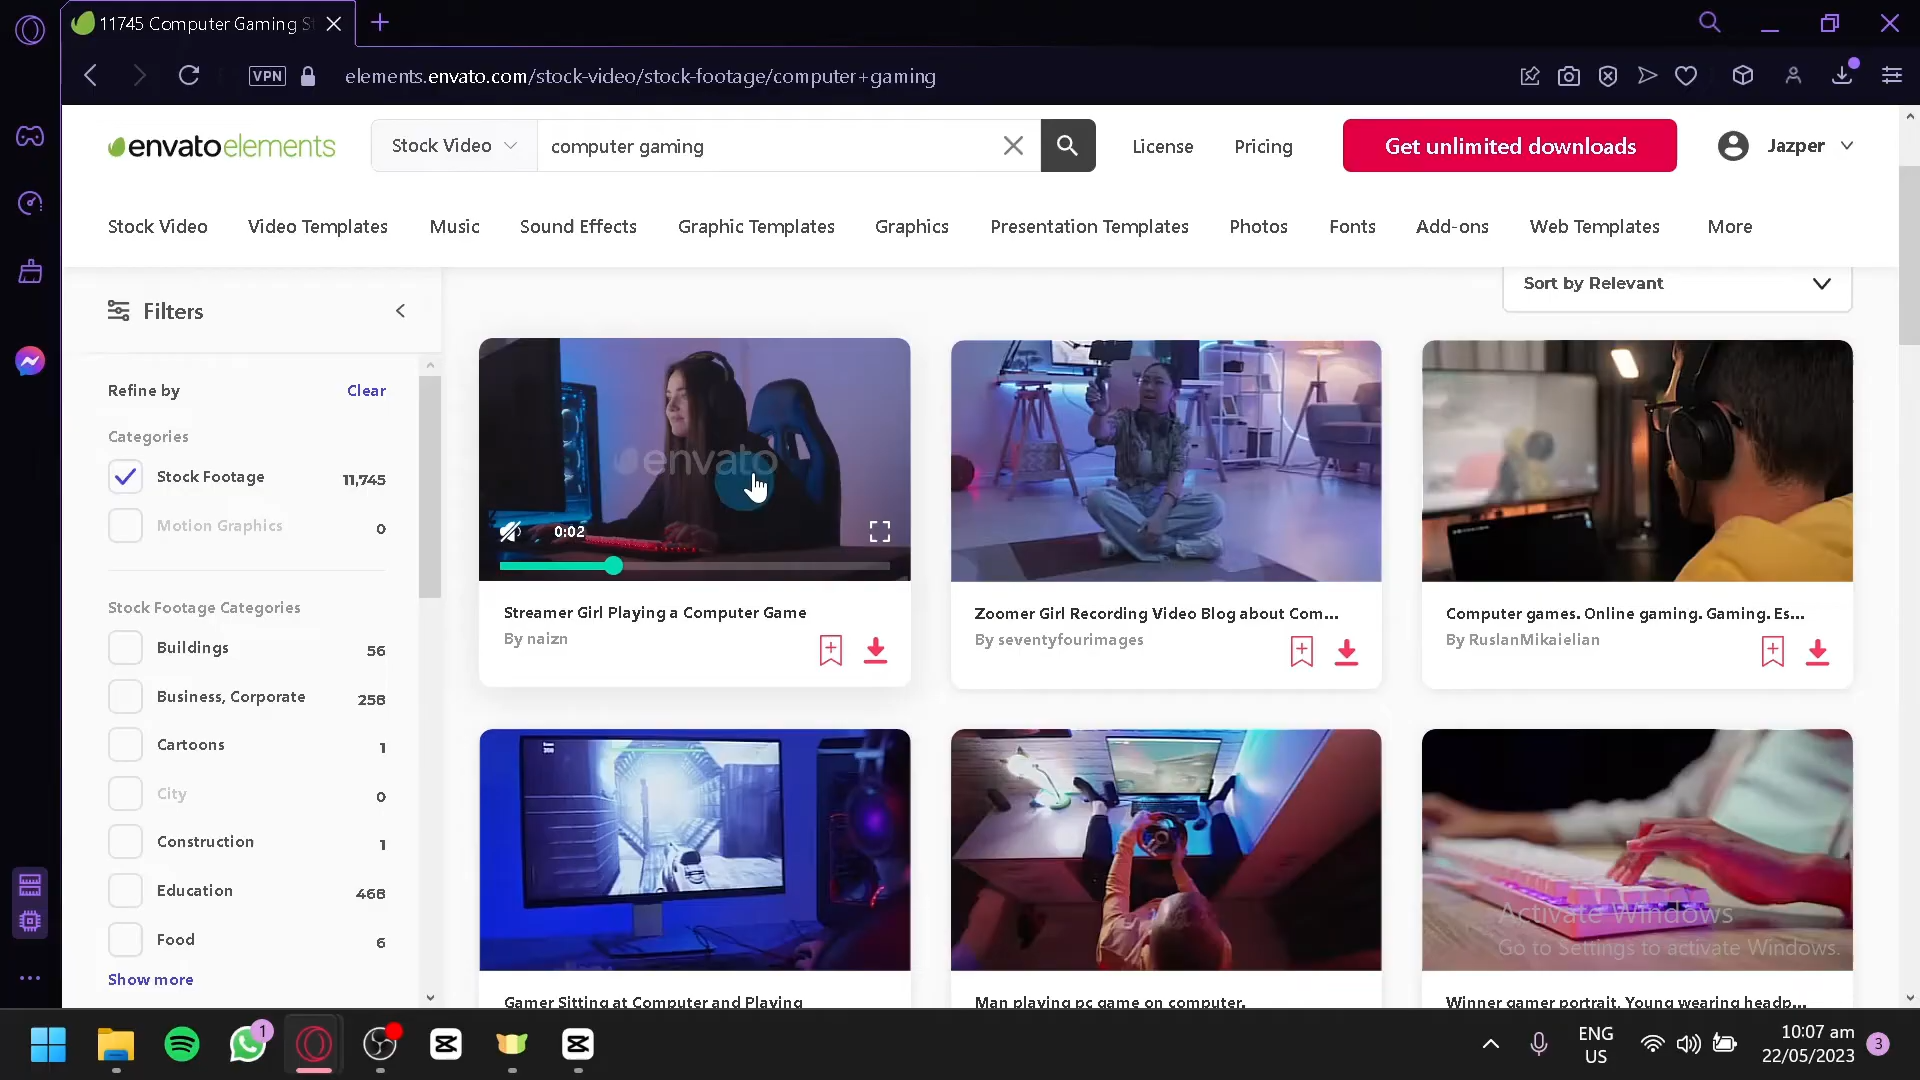 11745 Computer Gaming S
VPN
elements.envato.com/stock-video/stock-footage/computer+gaming
envatoelements
Stock Video
computer gaming
License
Pricing
Get unlimited downloads
Jazper
Stock Video
Video Templates
Music
Sound Effects
Graphic Templates
Graphics
Presentation Templates
Photos
Fonts
Add-ons
Web Templates
More
Filters
Sort by Relevant
Refine by
Clear
Categories
Stock Footage
11,745
Motion Graphics
0
Stock Footage Categories
Buildings
56
Business, Corporate
258
Cartoons
1
City
0
Construction
1
Education
468
Food
6
Show more
envato
0:02
Streamer Girl Playing a Computer Game
By naizn
Zoomer Girl Recording Video Blog about Com...
By seventyfourimages
Computer games. Online gaming. Gaming. Es...
By RuslanMikaielian
Gamer Sitting at Computer and Playing
Man playing pc game on computer.
Winner gamer portrait. Young wearing headp...
Activate Windows
Go to Settings to activate Windows.
1
ENG
US
10:07 am
22/05/2023
3